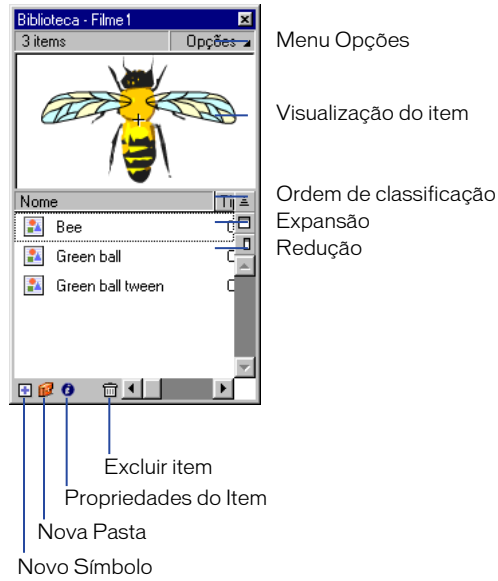 Biblioteca - Filme1
3 items Opções
Menu Opções
Visualização do item
Nome
Ordem de classificação
Expansão
Redução
Bee
Green ball
Green ball tween
Excluir item
Propriedades do Item
Nova Pasta
Novo Símbolo